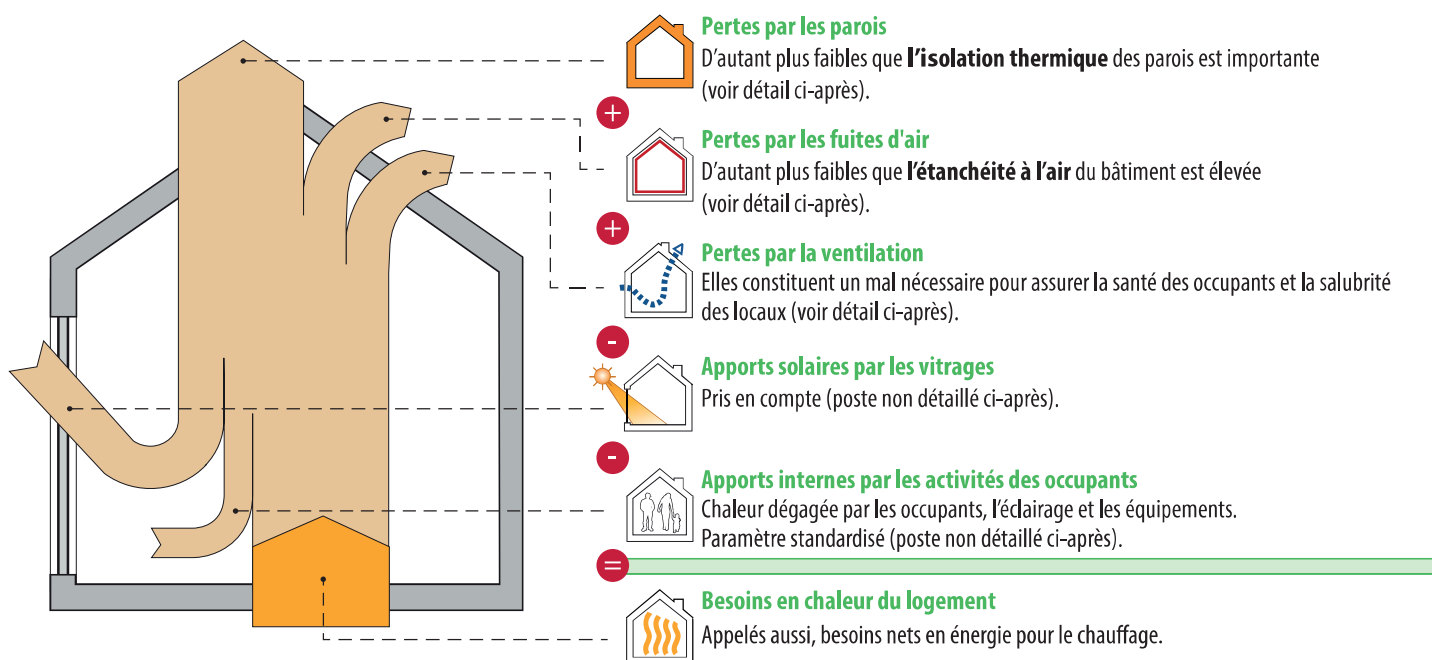 Pertes par les parois
D'autant plus faibles que l'isolation thermique des parois est importante
(voir détail ci-après).
+
Pertes par les fuites d'air
D'autant plus faibles que l'étanchéité à l'air du bâtiment est élevée
(voir détail ci-après).
+
Pertes par la ventilation
Elles constituent un mal nécessaire pour assurer la santé des occupants et la salubrité
des locaux (voir détail ci-après).
-
Apports solaires par les vitrages
Pris en compte (poste non détaillé ci-après).
-
Apports internes par les activités des occupants
Chaleur dégagée par les occupants, l'éclairage et les équipements.
Paramètre standardisé (poste non détaillé ci-après).
=
Besoins en chaleur du logement
Appelés aussi, besoins nets en énergie pour le chauffage.